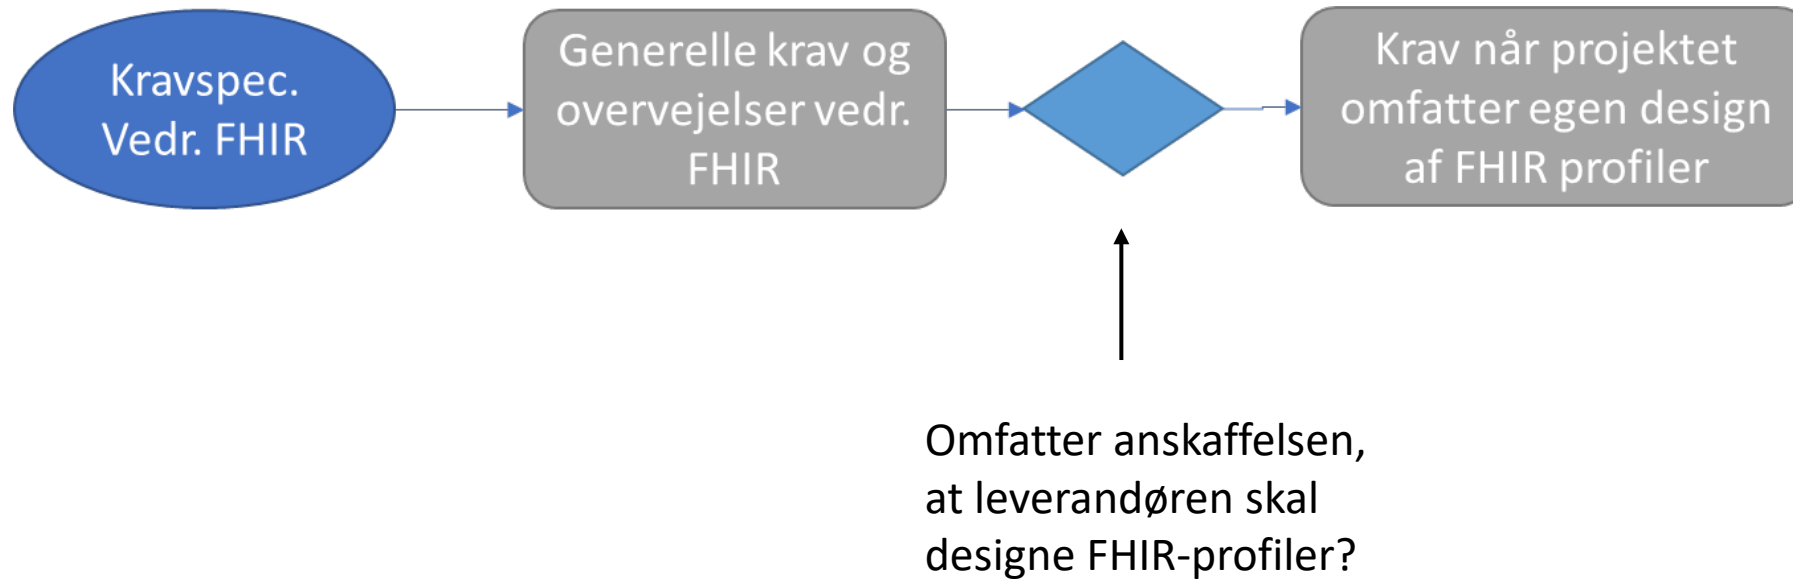 Kravspec.
Vedr. FHIR
Generelle krav og
overvejelser vedr.
FHIR
Krav når projektet
omfatter egen design
af FHIR profiler
Omfatter anskaffelsen,
at leverandøren skal
designe FHIR-profiler?